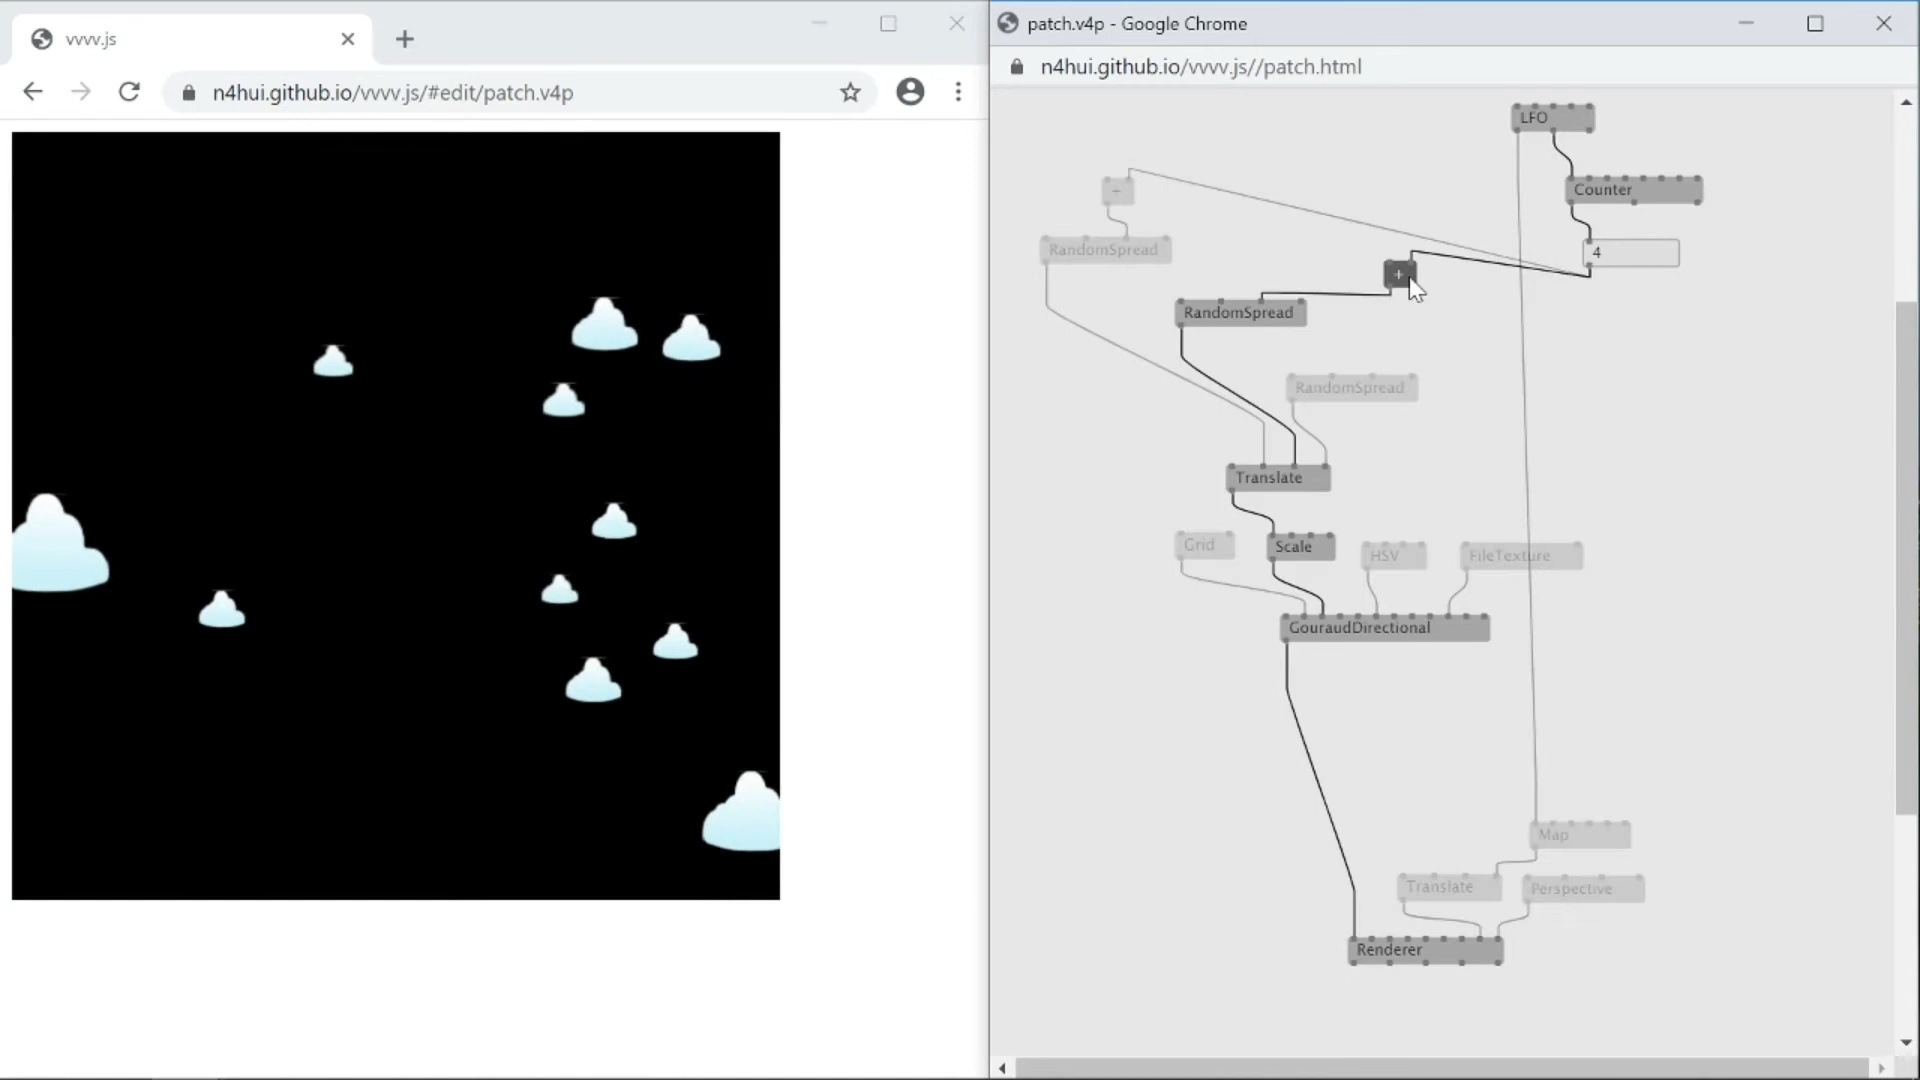 vvvv.js
n4hui.github.io/vvvv.js/#edit/patch.v4p
patch.v4p - Google Chrome
n4hui.github.io/vvvv.js//patch.html
LFO
+
Counter
RandomSpread
4
+
RandomSpread
RandomSpread
Translate
Grid
Scale
HSV
FileTexture
GouraudDirectional
Map
Translate
Perspective
Renderer